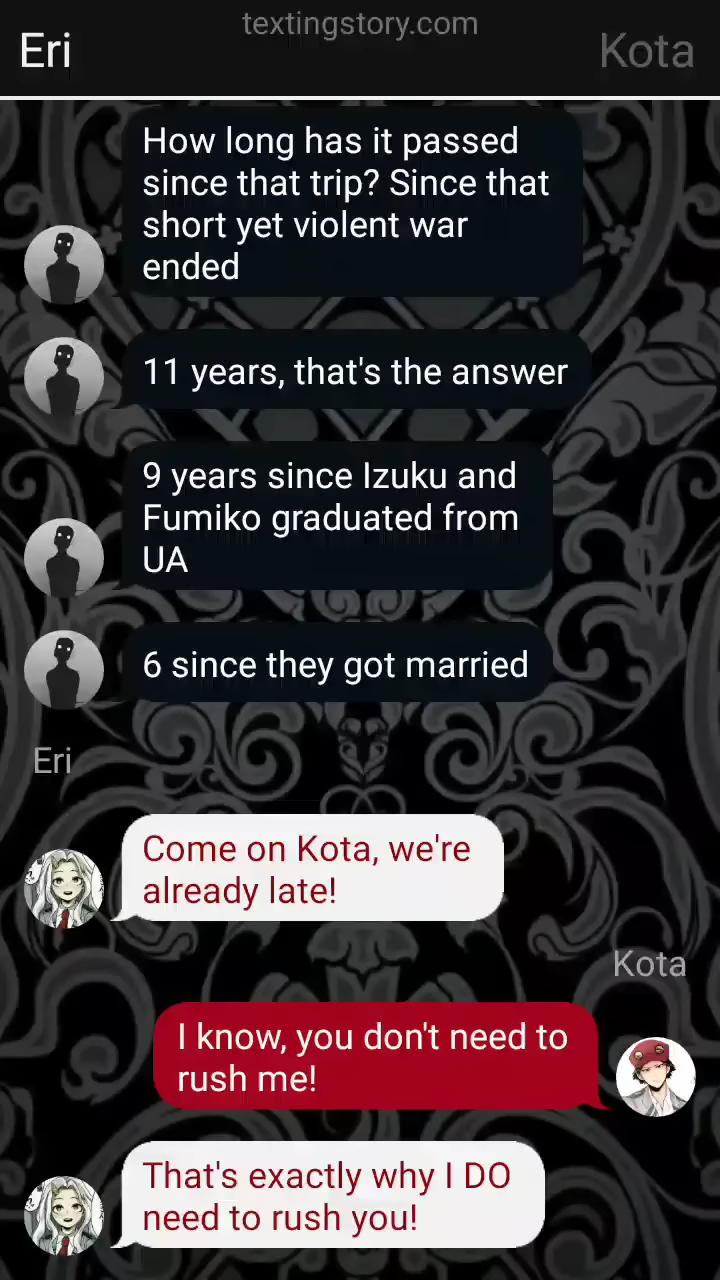 textingstory.com
Eri
Kota
How long has it passed
since that trip? Since that
short yet violent war
ended
11 years, that's the answer
9 years since Izuku and
Fumiko graduated from
UA
6 since they got married
Eri
Come on Kota, we're
already late!
Kota
I know, you don't need to
rush me!
That's exactly why I DO
need to rush you!